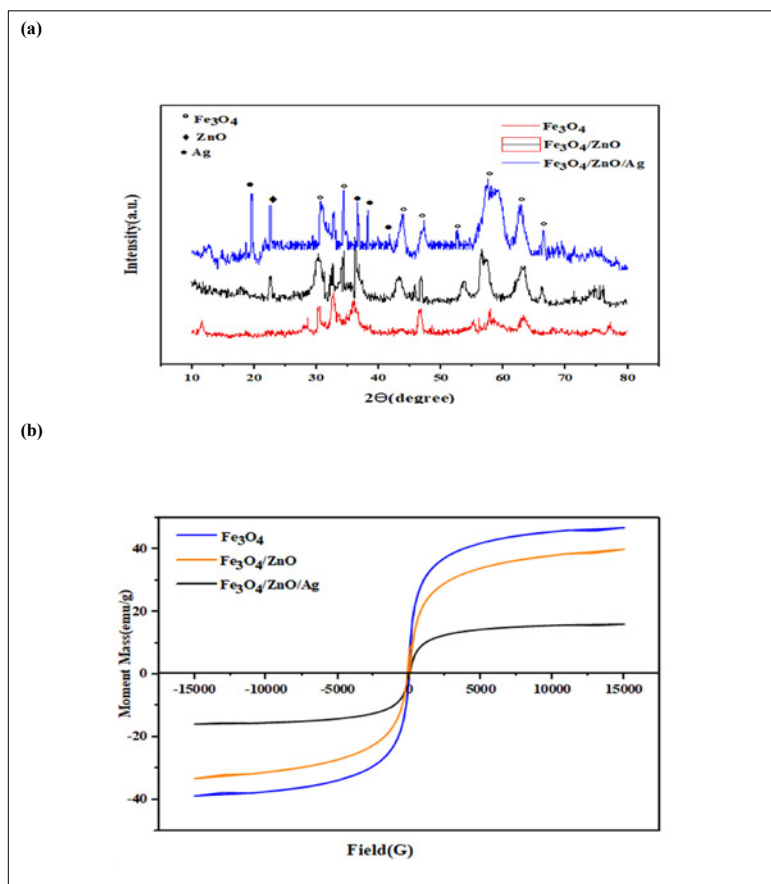 (a)
° Fe₃O₄
◆ ZnO
• Ag
Fe₃O₄
Fe₃O₄/ZnO
Fe₃O₄/ZnO/Ag
Intensity(a.u.)
10 20 30 40 50 60 70 80
2Θ(degree)
(b)
Fe₃O₄
Fe₃O₄/ZnO
Fe₃O₄/ZnO/Ag
Moment Mass(emu/g)
40
20
0
-20
-40
-15000 -10000 -5000 0 5000 10000 15000
Field(G)